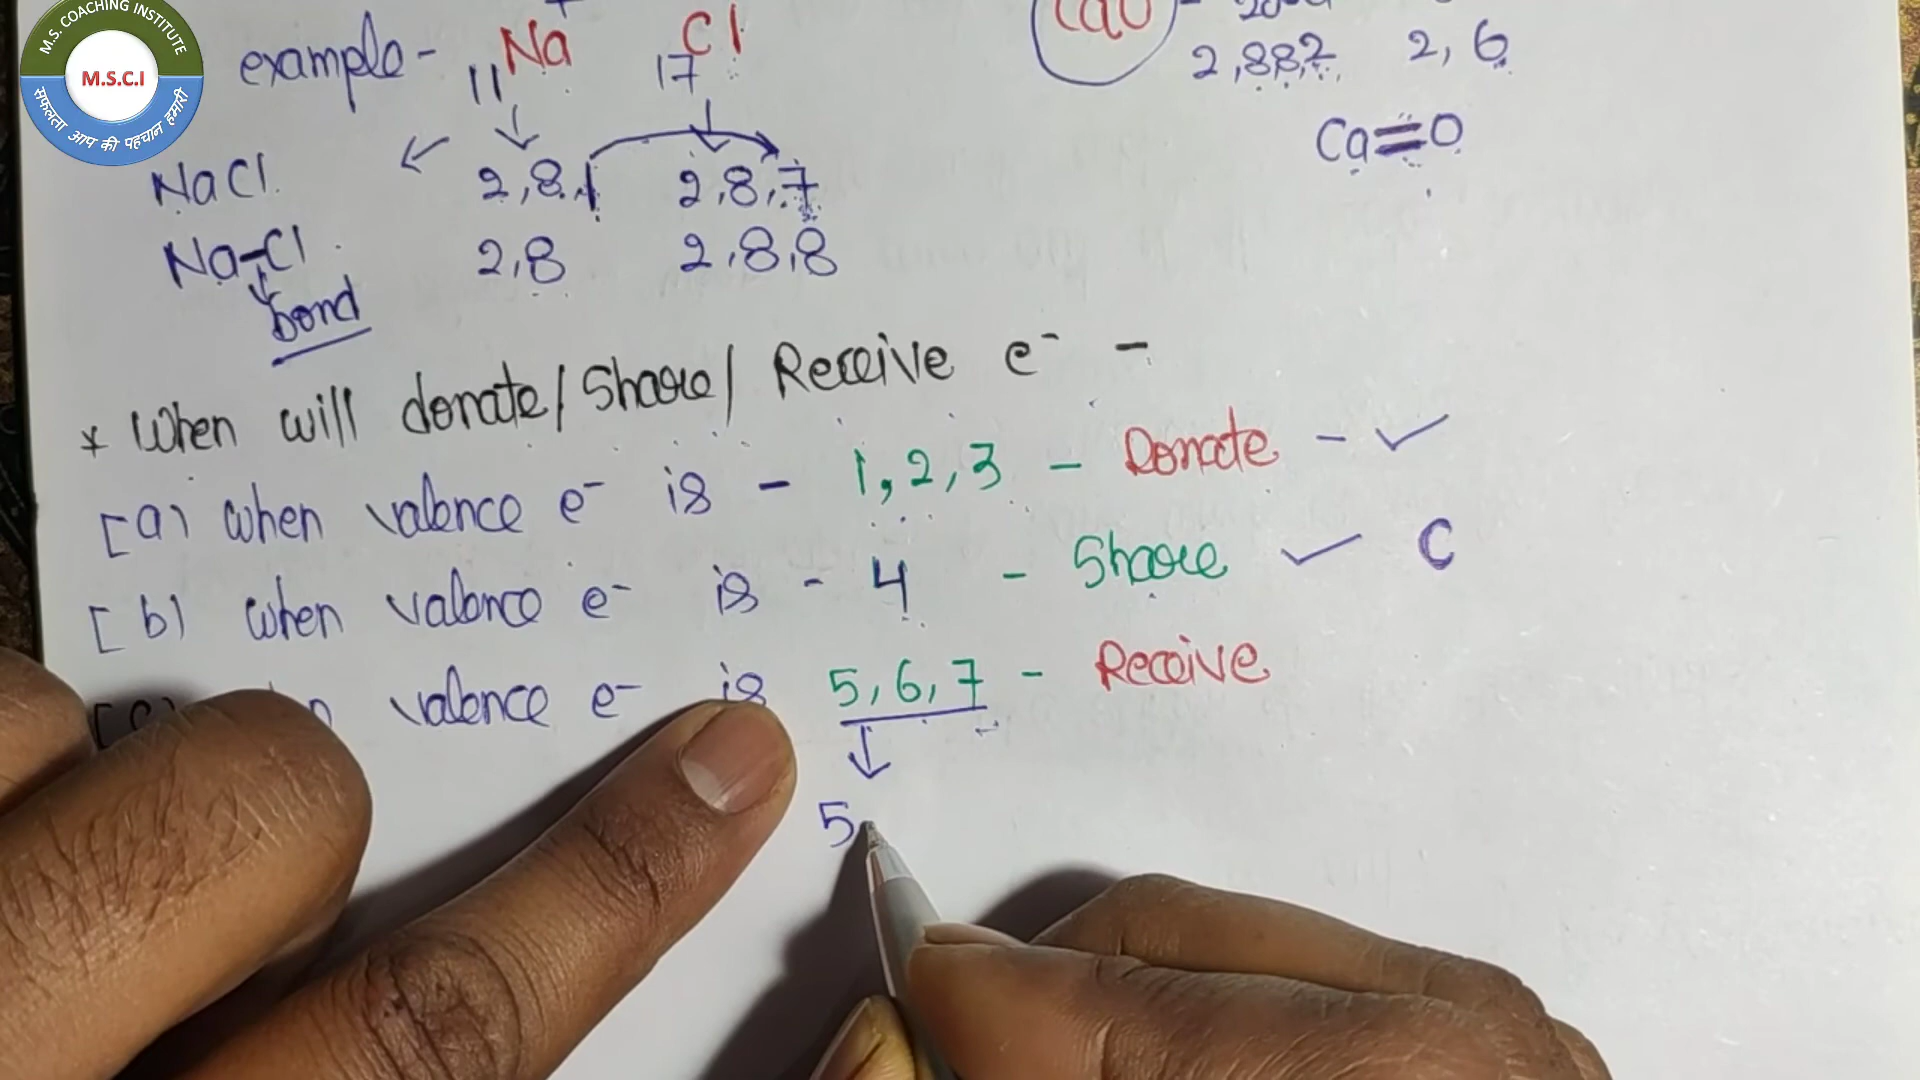 M.S. COACHING INSTITUTE
M.S.C.I
सफलता आप की पहचान हमारी
example - 11Na+ 17Cl
NaCl ← 2,8,1 2,8,7
Na-Cl 2,8 2,8,8
bond
CaO
2,8,8,2 2,6
Ca=O
* When will donate/Share/Receive e⁻ -
[a) when valence e⁻ is - 1,2,3 - Donate - ✓
[b) when valence e⁻ is - 4 - Share ✓ C
valence e⁻ is 5,6,7 - Receive
5